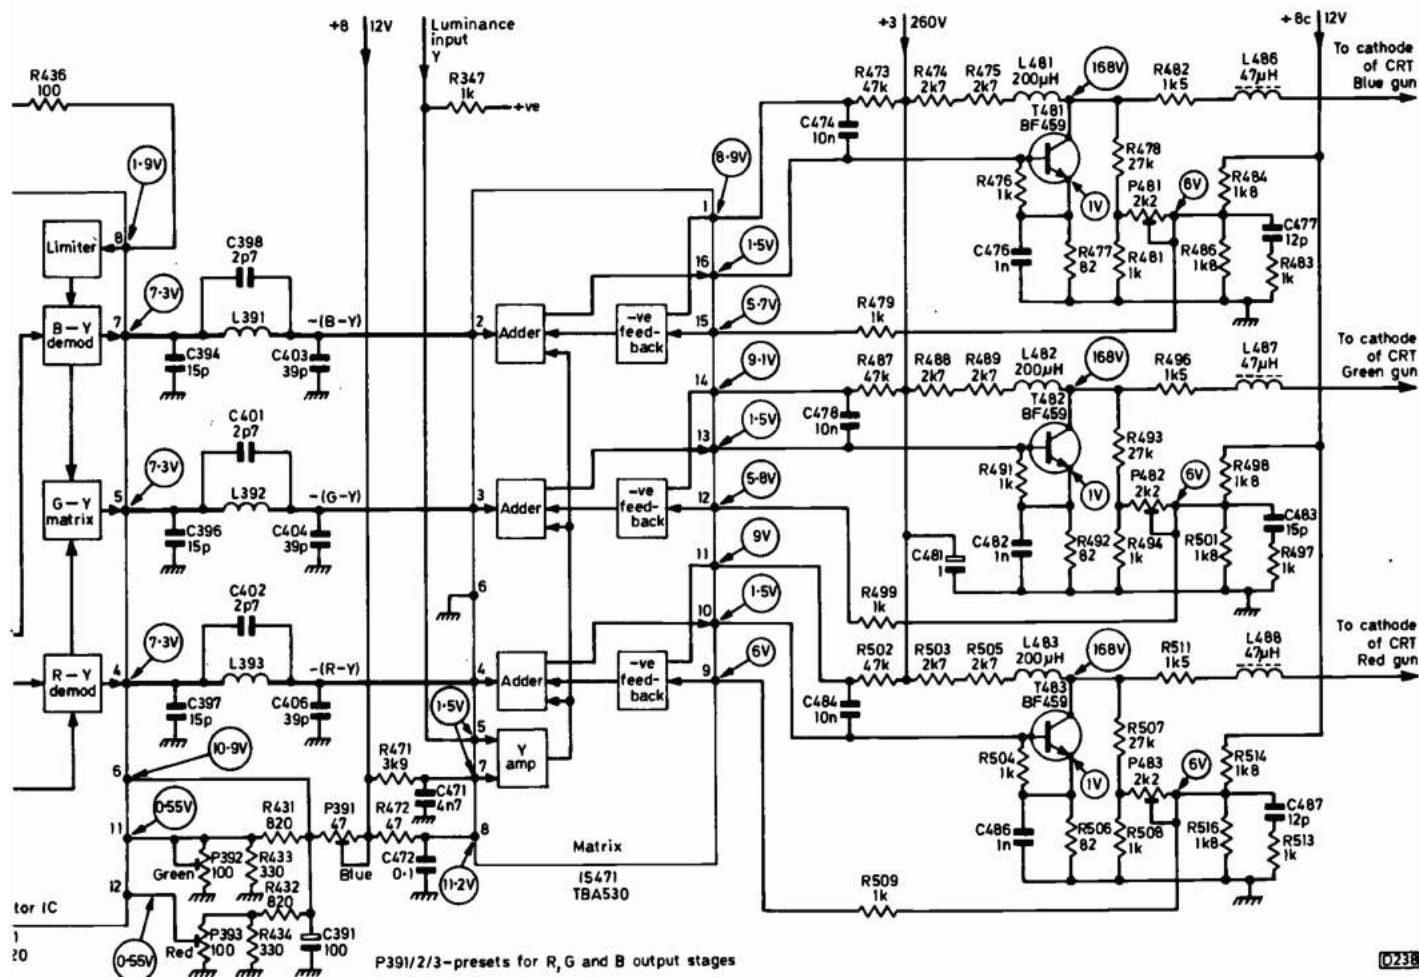 +8
12V
Luminance
input
Y
+3
260V
+8c
12V
R436
100
R347
1k
+ve
R473
47k
R474
2k7
R475
2k7
L481
200µH
168V
R482
1k5
L486
47µH
To cathode
of CRT
Blue gun
1·9V
8·9V
C474
10n
T481
BF459
R478
27k
P481
2k2
6V
R484
1k8
R476
1k
1V
C477
12p
Limiter
8
C398
2p7
1
1·5V
16
C476
1n
R477
82
R481
1k
R486
1k8
R483
1k
7·3V
B–Y
demod
7
L391
–(B–Y)
2
Adder
–ve
feed-
back
5·7V
15
R479
1k
C394
15p
C403
39p
9·1V
14
R487
47k
R488
2k7
R489
2k7
L482
200µH
168V
R496
1k5
L487
47µH
To cathode
of CRT
Green gun
C401
2p7
1·5V
13
C478
10n
T482
BF459
R493
27k
P482
2k2
6V
R498
1k8
R491
1k
1V
7·3V
G–Y
matrix
5
L392
–(G–Y)
3
Adder
–ve
feed-
back
5·8V
12
C483
15p
C396
15p
C404
39p
9V
11
C481
1
C482
1n
R492
82
R494
1k
R501
1k8
R497
1k
6
1·5V
10
R499
1k
C402
2p7
7·3V
R–Y
demod
4
L393
–(R–Y)
4
Adder
–ve
feed-
back
6V
9
R502
47k
R503
2k7
R505
2k7
L483
200µH
168V
R511
1k5
L488
47µH
To cathode
of CRT
Red gun
C397
15p
C406
39p
1·5V
5
C484
10n
T483
BF459
R507
27k
P483
2k2
6V
R514
1k8
R504
1k
1V
10·9V
6
R471
3k9
7
Y
amp
C471
4n7
C487
12p
0·55V
11
R431
820
P391
47
R472
47
8
C486
1n
R506
82
R508
1k
R516
1k8
R513
1k
P392
100
Green
R433
330
Blue
C472
0·1
11·2V
Matrix
IS471
TBA530
12
R432
820
R509
1k
tor IC
1
20
0·55V
Red
P393
100
R434
330
C391
100
P391/2/3–presets for R, G and B output stages
D238